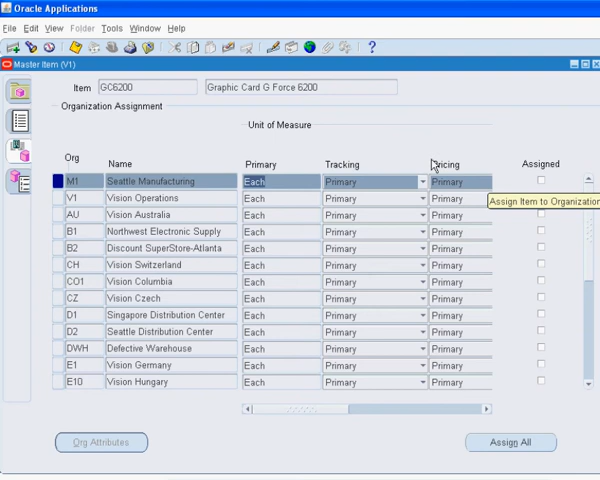 Oracle Applications
File Edit View Folder Tools Window Help
Master Item (V1)
Item GC6200 Graphic Card G Force 6200
Organization Assignment
Unit of Measure
Org Name Primary Tracking Pricing Assigned
M1 Seattle Manufacturing Each Primary Primary
Assign Item to Organization
V1 Vision Operations Each Primary Primary
AU Vision Australia Each Primary Primary
B1 Northwest Electronic Supply Each Primary Primary
B2 Discount SuperStore-Atlanta Each Primary Primary
CH Vision Switzerland Each Primary Primary
CO1 Vision Columbia Each Primary Primary
CZ Vision Czech Each Primary Primary
D1 Singapore Distribution Center Each Primary Primary
D2 Seattle Distribution Center Each Primary Primary
DWH Defective Warehouse Each Primary Primary
E1 Vision Germany Each Primary Primary
E10 Vision Hungary Each Primary Primary
Org Attributes Assign All